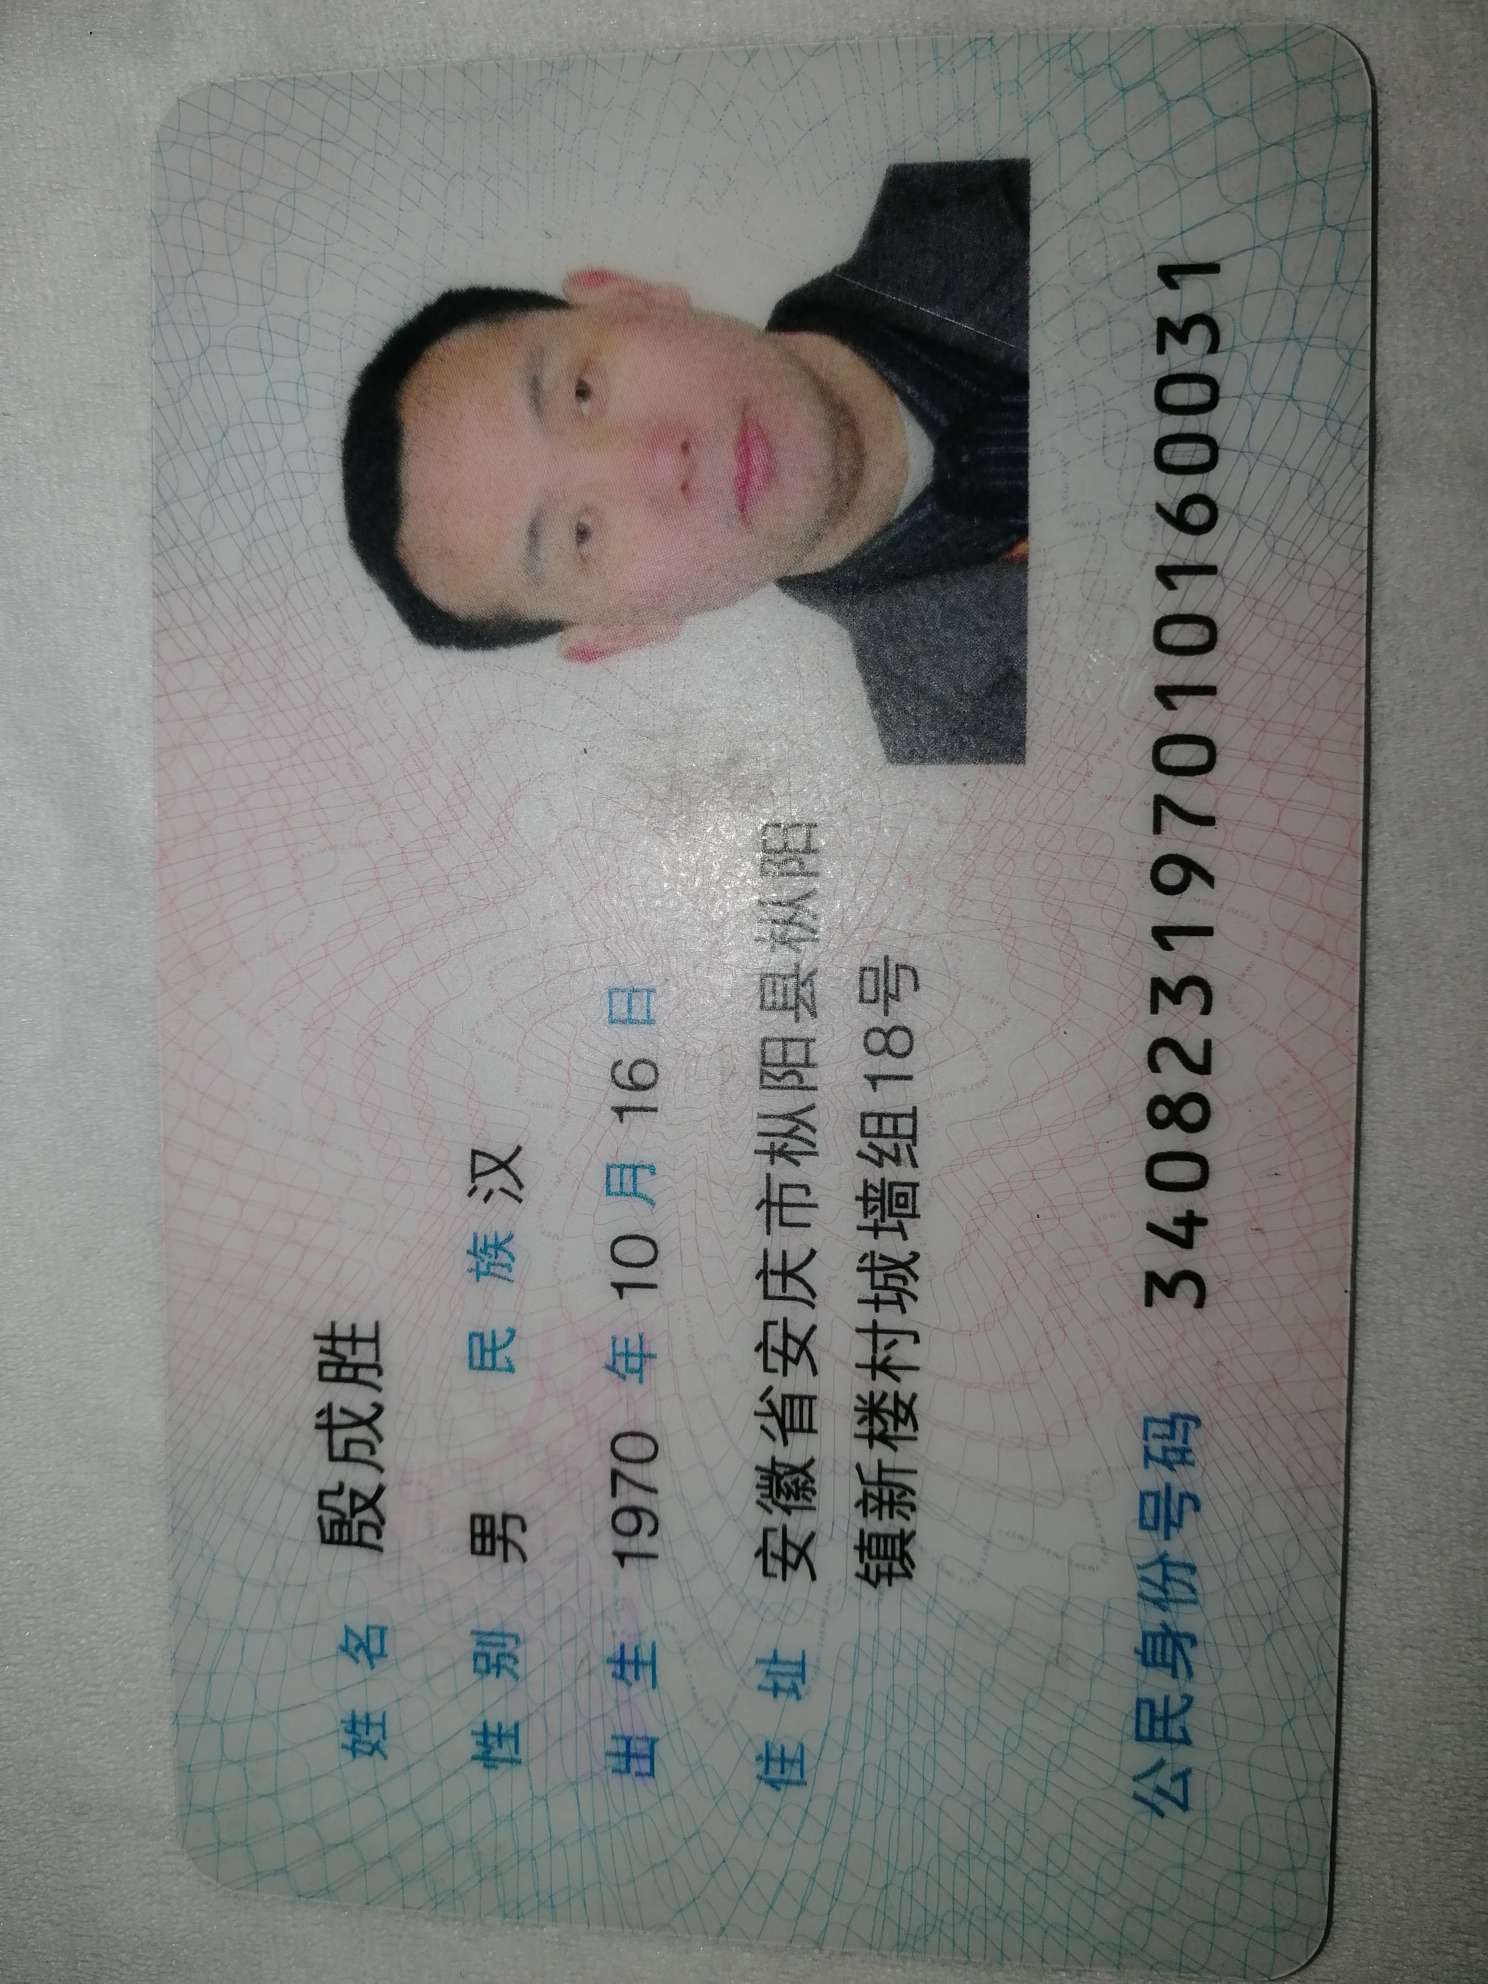 姓名 殷成胜
性别 男 民族 汉
出生 1970 年 10 月 16 日
住址 安徽省安庆市枞阳县枞阳
镇新楼村城墙组18号
公民身份号码 340823197010160031